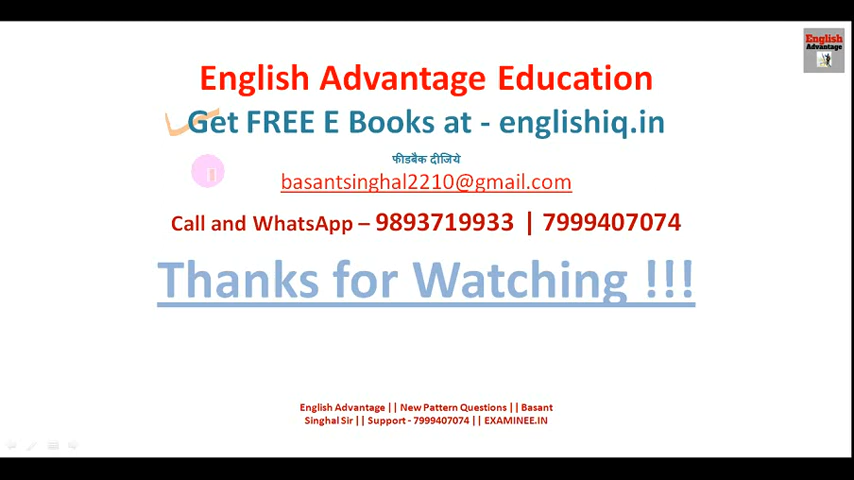 English
Advantage
English Advantage Education
Get FREE E Books at - englishiq.in
फीडबैक दीजिये
basantsinghal2210@gmail.com
Call and WhatsApp – 9893719933 | 7999407074
Thanks for Watching !!!
English Advantage || New Pattern Questions || Basant
Singhal Sir || Support - 7999407074 || EXAMINEE.IN